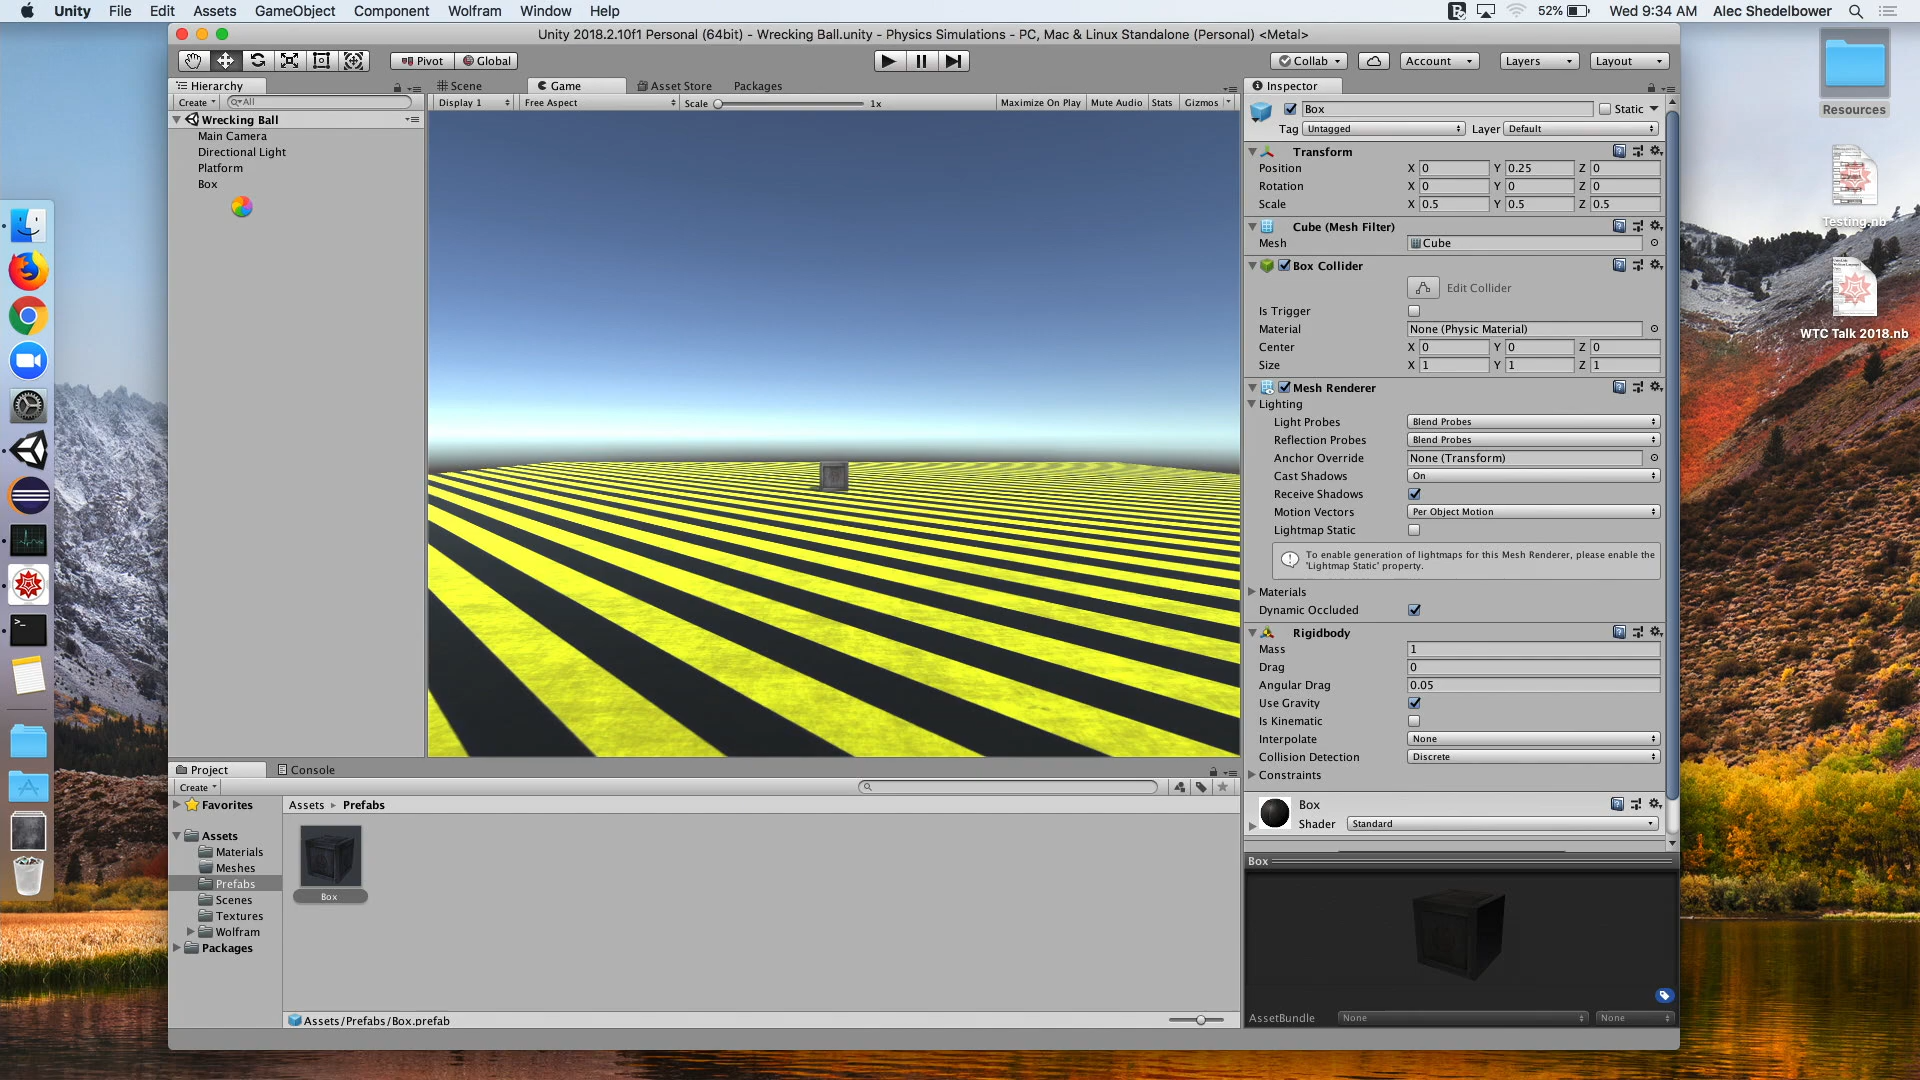 Unity File Edit Assets GameObject Component Wolfram Window Help 52% Wed 9:34 AM Alec Shedelbower
Unity 2018.2.10f1 Personal (64bit) - Wrecking Ball.unity - Physics Simulations - PC, Mac & Linux Standalone (Personal) <Metal>
Pivot Global Collab Account Layers Layout
Hierarchy
Create All
Wrecking Ball
Main Camera
Directional Light
Platform
Box
Scene Game Asset Store Packages
Display 1 Free Aspect Scale 1x Maximize On Play Mute Audio Stats Gizmos
Inspector
Box Static
Tag Untagged Layer Default
Transform
Position X 0 Y 0.25 Z 0
Rotation X 0 Y 0 Z 0
Scale X 0.5 Y 0.5 Z 0.5
Cube (Mesh Filter)
Mesh Cube
Box Collider
Edit Collider
Is Trigger
Material None (Physic Material)
Center X 0 Y 0 Z 0
Size X 1 Y 1 Z 1
Mesh Renderer
Lighting
Light Probes Blend Probes
Reflection Probes Blend Probes
Anchor Override None (Transform)
Cast Shadows On
Receive Shadows
Motion Vectors Per Object Motion
Lightmap Static
To enable generation of lightmaps for this Mesh Renderer, please enable the
'Lightmap Static' property.
Materials
Dynamic Occluded
Rigidbody
Mass 1
Drag 0
Angular Drag 0.05
Use Gravity
Is Kinematic
Interpolate None
Collision Detection Discrete
Constraints
Box
Shader Standard
Box
AssetBundle None None
Project Console
Create
Favorites
Assets
Materials
Meshes
Prefabs
Scenes
Textures
Wolfram
Packages
Assets Prefabs
Box
Assets/Prefabs/Box.prefab
Resources
Testing.nb
WTC Talk 2018.nb